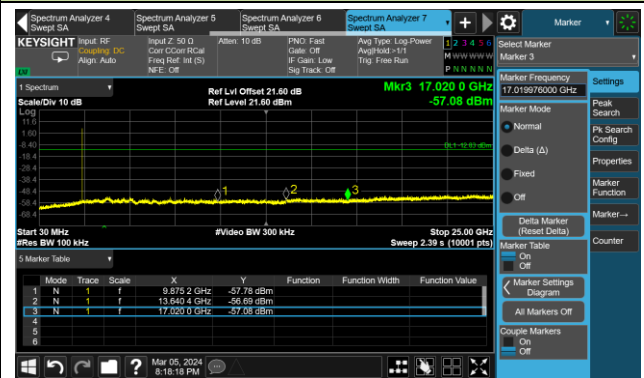 Spectrum Analyzer 4
Swept SA
Spectrum Analyzer 5
Swept SA
Spectrum Analyzer 6
Swept SA
Spectrum Analyzer 7
Swept SA
Marker
KEYSIGHT
Input: RF
Coupling: DC
Align: Auto
Input Z: 50 Ω
Corr CCorr RCal
Freq Ref: Int (S)
NFE: Off
Atten: 10 dB
PNO: Fast
Gate: Off
IF Gain: Low
Sig Track: Off
Avg Type: Log-Power
Avg|Hold:>1/1
Trig: Free Run
1 2 3 4 5 6
M W W W W W
P N N N N N
Select Marker
Marker 3
1 Spectrum
Scale/Div 10 dB
Ref Lvl Offset 21.60 dB
Ref Level 21.60 dBm
Mkr3 17.020 0 GHz
-57.08 dBm
Log
11.6
1.60
-8.40
-18.4
-28.4
-38.4
-48.4
-58.4
-68.4
DL1 -12.03 dBm
1
2
3
Start 30 MHz
#Res BW 100 kHz
#Video BW 300 kHz
Stop 25.00 GHz
Sweep 2.39 s (10001 pts)
5 Marker Table
Mode Trace Scale X Y Function Function Width Function Value
1 N 1 f 9.875 2 GHz -57.78 dBm
2 N 1 f 13.640 4 GHz -56.69 dBm
3 N 1 f 17.020 0 GHz -57.08 dBm
4
5
6
Marker Frequency
17.019976000 GHz
Marker Mode
Normal
Delta (Δ)
Fixed
Off
Delta Marker
(Reset Delta)
Marker Table
On
Off
Marker Settings
Diagram
All Markers Off
Couple Markers
On
Off
Settings
Peak
Search
Pk Search
Config
Properties
Marker
Function
Marker→
Counter
Mar 05, 2024
8:18:18 PM